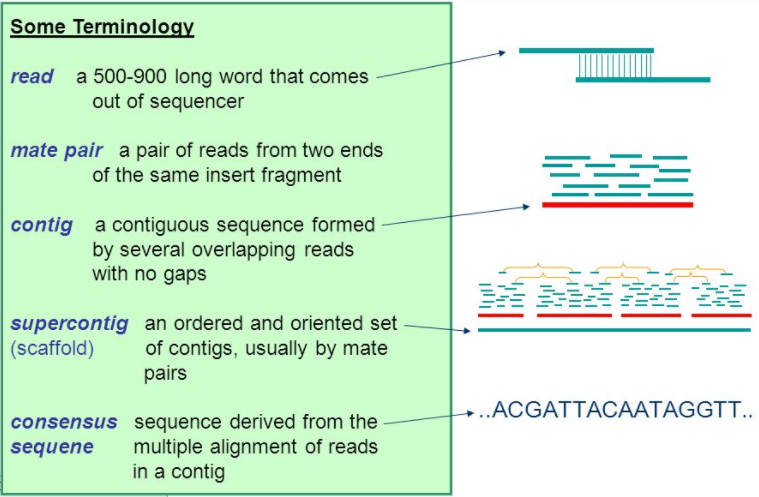 Some Terminology
read a 500-900 long word that comes
out of sequencer
mate pair a pair of reads from two ends
of the same insert fragment
contig a contiguous sequence formed
by several overlapping reads
with no gaps
supercontig an ordered and oriented set
(scaffold) of contigs, usually by mate
pairs
consensus sequence derived from the
sequene multiple alignment of reads
in a contig
..ACGATTACAATAGGTT..